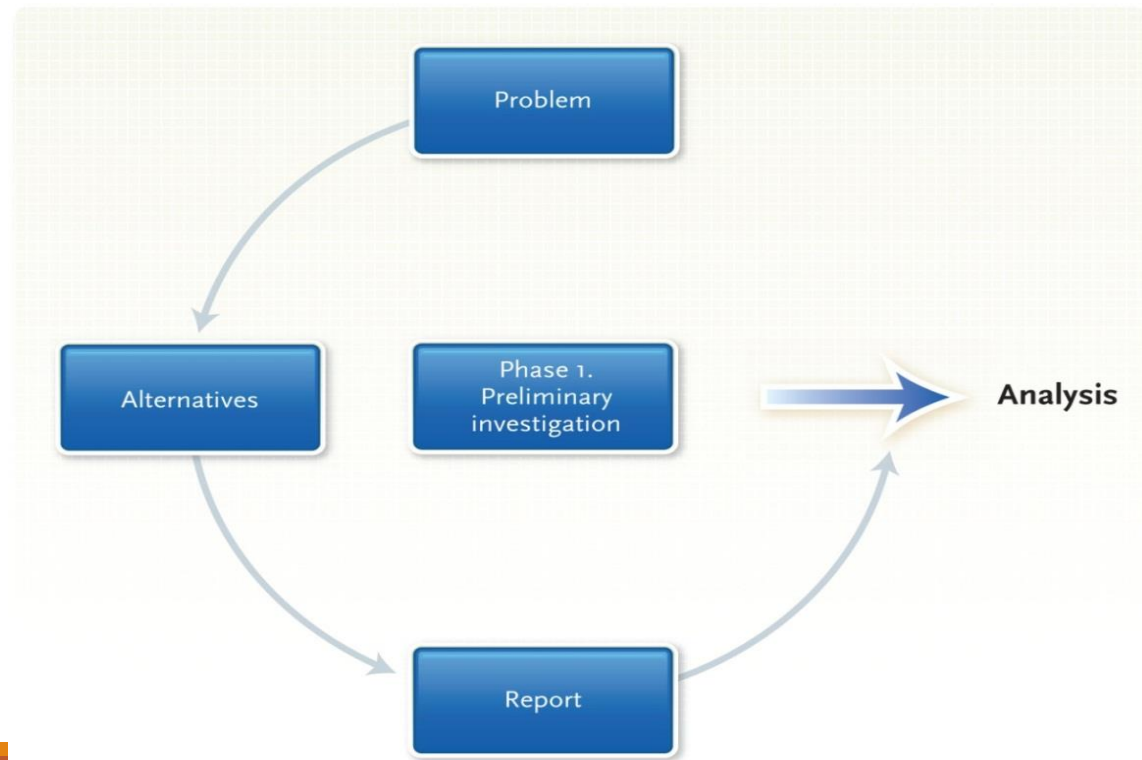 Problem
Alternatives
Phase 1.
Preliminary
investigation
Analysis
Report